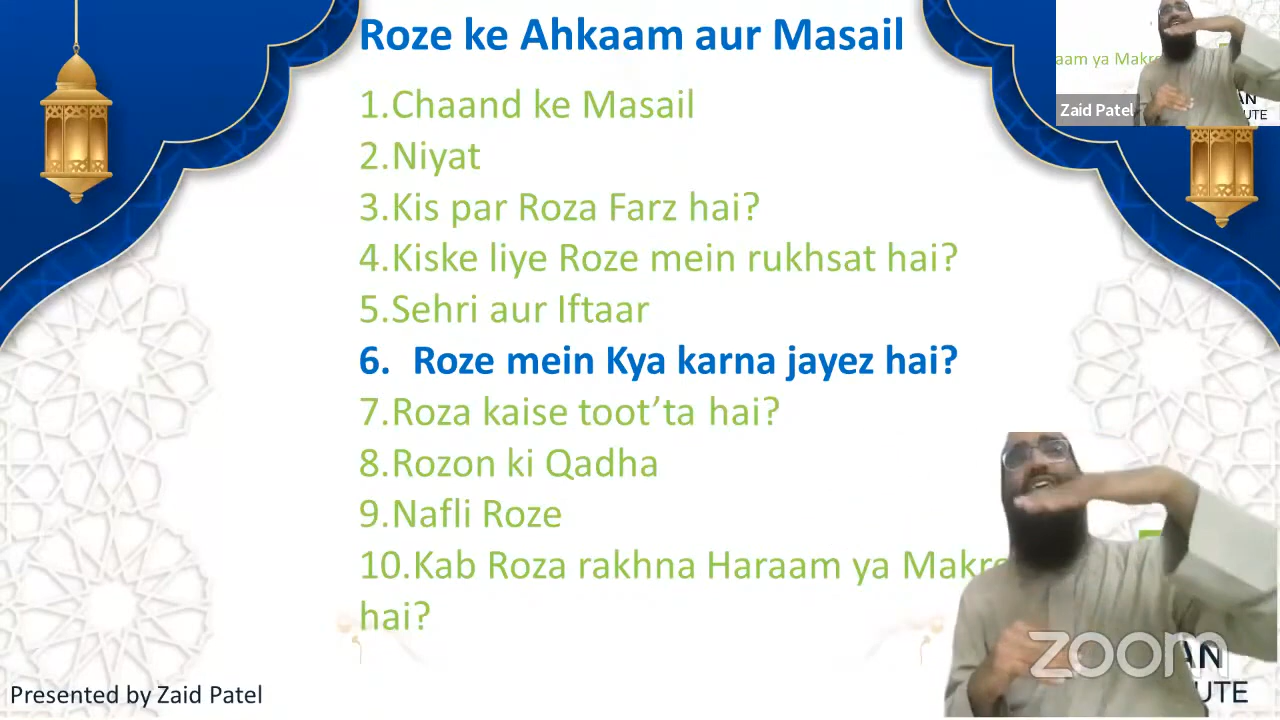 Roze ke Ahkaam aur Masail
1.Chaand ke Masail
2.Niyat
3.Kis par Roza Farz hai?
4.Kiske liye Roze mein rukhsat hai?
5.Sehri aur Iftaar
6. Roze mein Kya karna jayez hai?
7.Roza kaise toot’ta hai?
8.Rozon ki Qadha
9.Nafli Roze
10.Kab Roza rakhna Haraam ya
hai?
Presented by Zaid Patel
ya
Zaid Patel
zoom